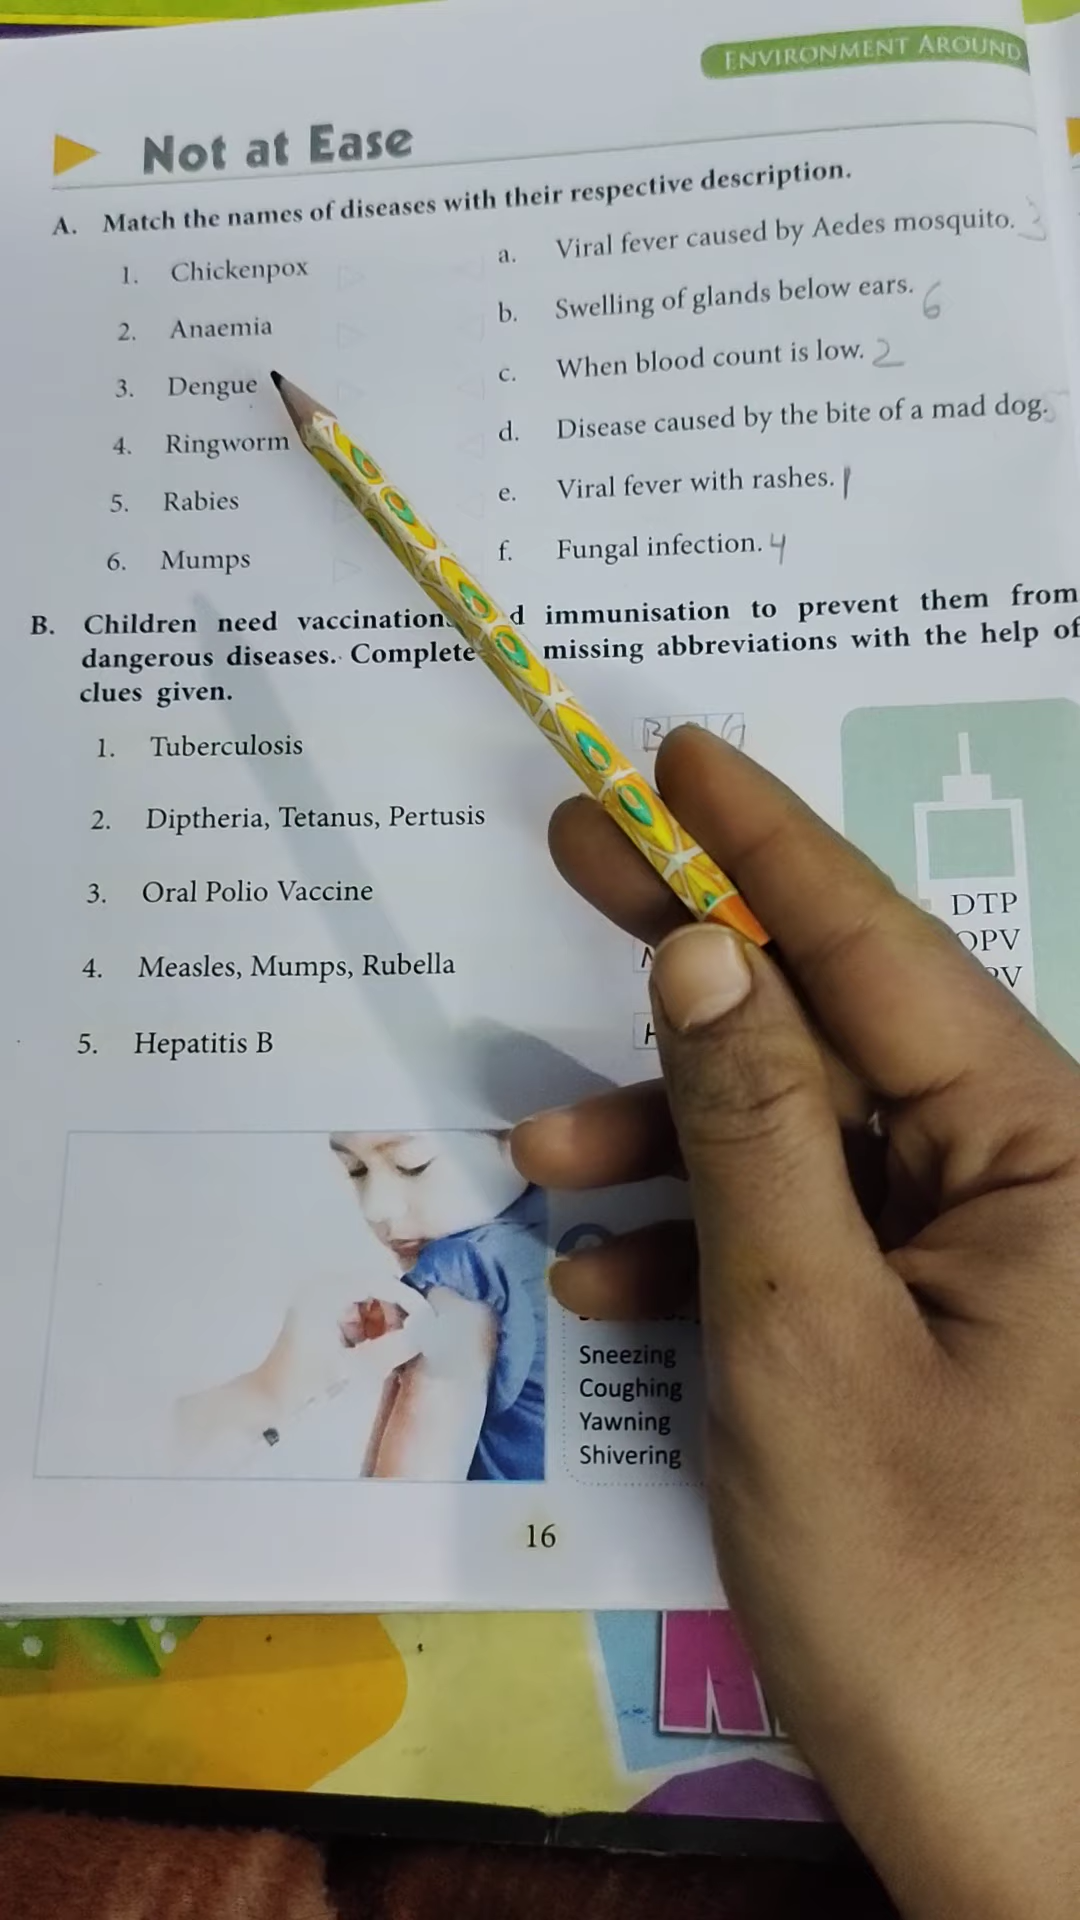 ENVIRONMENT AROUND
Not at Ease
A. Match the names of diseases with their respective description.
1. Chickenpox a. Viral fever caused by Aedes mosquito. 3
2. Anaemia b. Swelling of glands below ears. 6
3. Dengue c. When blood count is low. 2
4. Ringworm d. Disease caused by the bite of a mad dog. 5
5. Rabies e. Viral fever with rashes. 1
6. Mumps f. Fungal infection. 4
B. Children need vaccination d immunisation to prevent them from
dangerous diseases. Complete missing abbreviations with the help of
clues given.
1. Tuberculosis B G
2. Diptheria, Tetanus, Pertusis
3. Oral Polio Vaccine
DTP
OPV
4. Measles, Mumps, Rubella
5. Hepatitis B H
Sneezing
Coughing
Yawning
Shivering
16